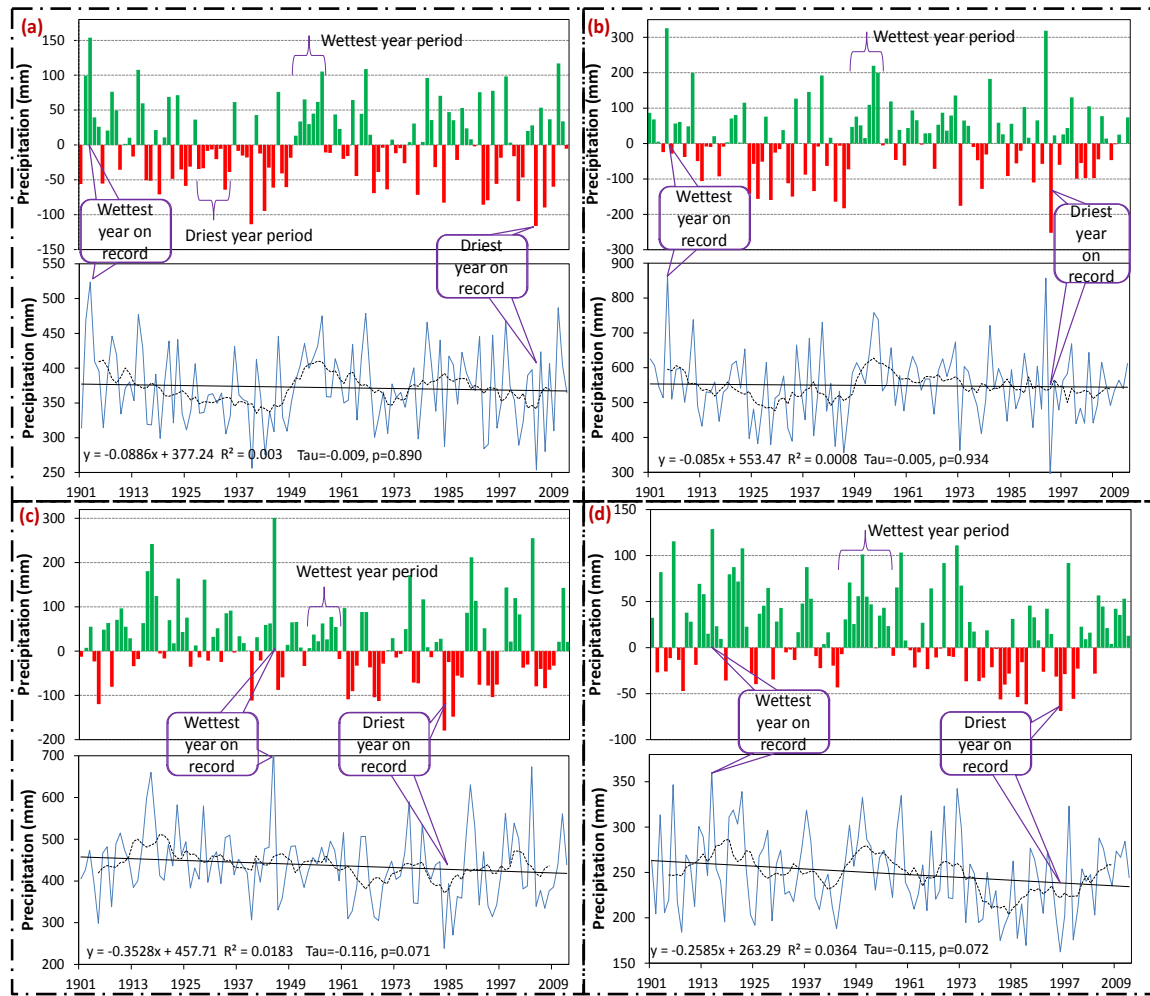 (a)
Precipitation (mm)
150
100
50
0
-50
-100
-150
Wettest year period
Wettest
year on
record
Driest year period
Driest
year on
record
Precipitation (mm)
550
500
450
400
350
300
250
y = -0.0886x + 377.24 R² = 0.003 Tau=-0.009, p=0.890
1901 1913 1925 1937 1949 1961 1973 1985 1997 2009
(b)
Precipitation (mm)
300
200
100
0
-100
-200
-300
Wettest year period
Wettest
year on
record
Driest
year
on
record
Precipitation (mm)
900
800
700
600
500
400
300
y = -0.085x + 553.47 R² = 0.0008 Tau=-0.005, p=0.934
1901 1913 1925 1937 1949 1961 1973 1985 1997 2009
(c)
Precipitation (mm)
300
200
100
0
-100
-200
Wettest year period
Wettest
year on
record
Driest
year on
record
Precipitation (mm)
700
600
500
400
300
200
y = -0.3528x + 457.71 R² = 0.0183 Tau=-0.116, p=0.071
1901 1913 1925 1937 1949 1961 1973 1985 1997 2009
(d)
Precipitation (mm)
150
100
50
0
-50
-100
Wettest year period
Wettest
year on
record
Driest
year on
record
Precipitation (mm)
350
300
250
200
150
y = -0.2585x + 263.29 R² = 0.0364 Tau=-0.115, p=0.072
1901 1913 1925 1937 1949 1961 1973 1985 1997 2009